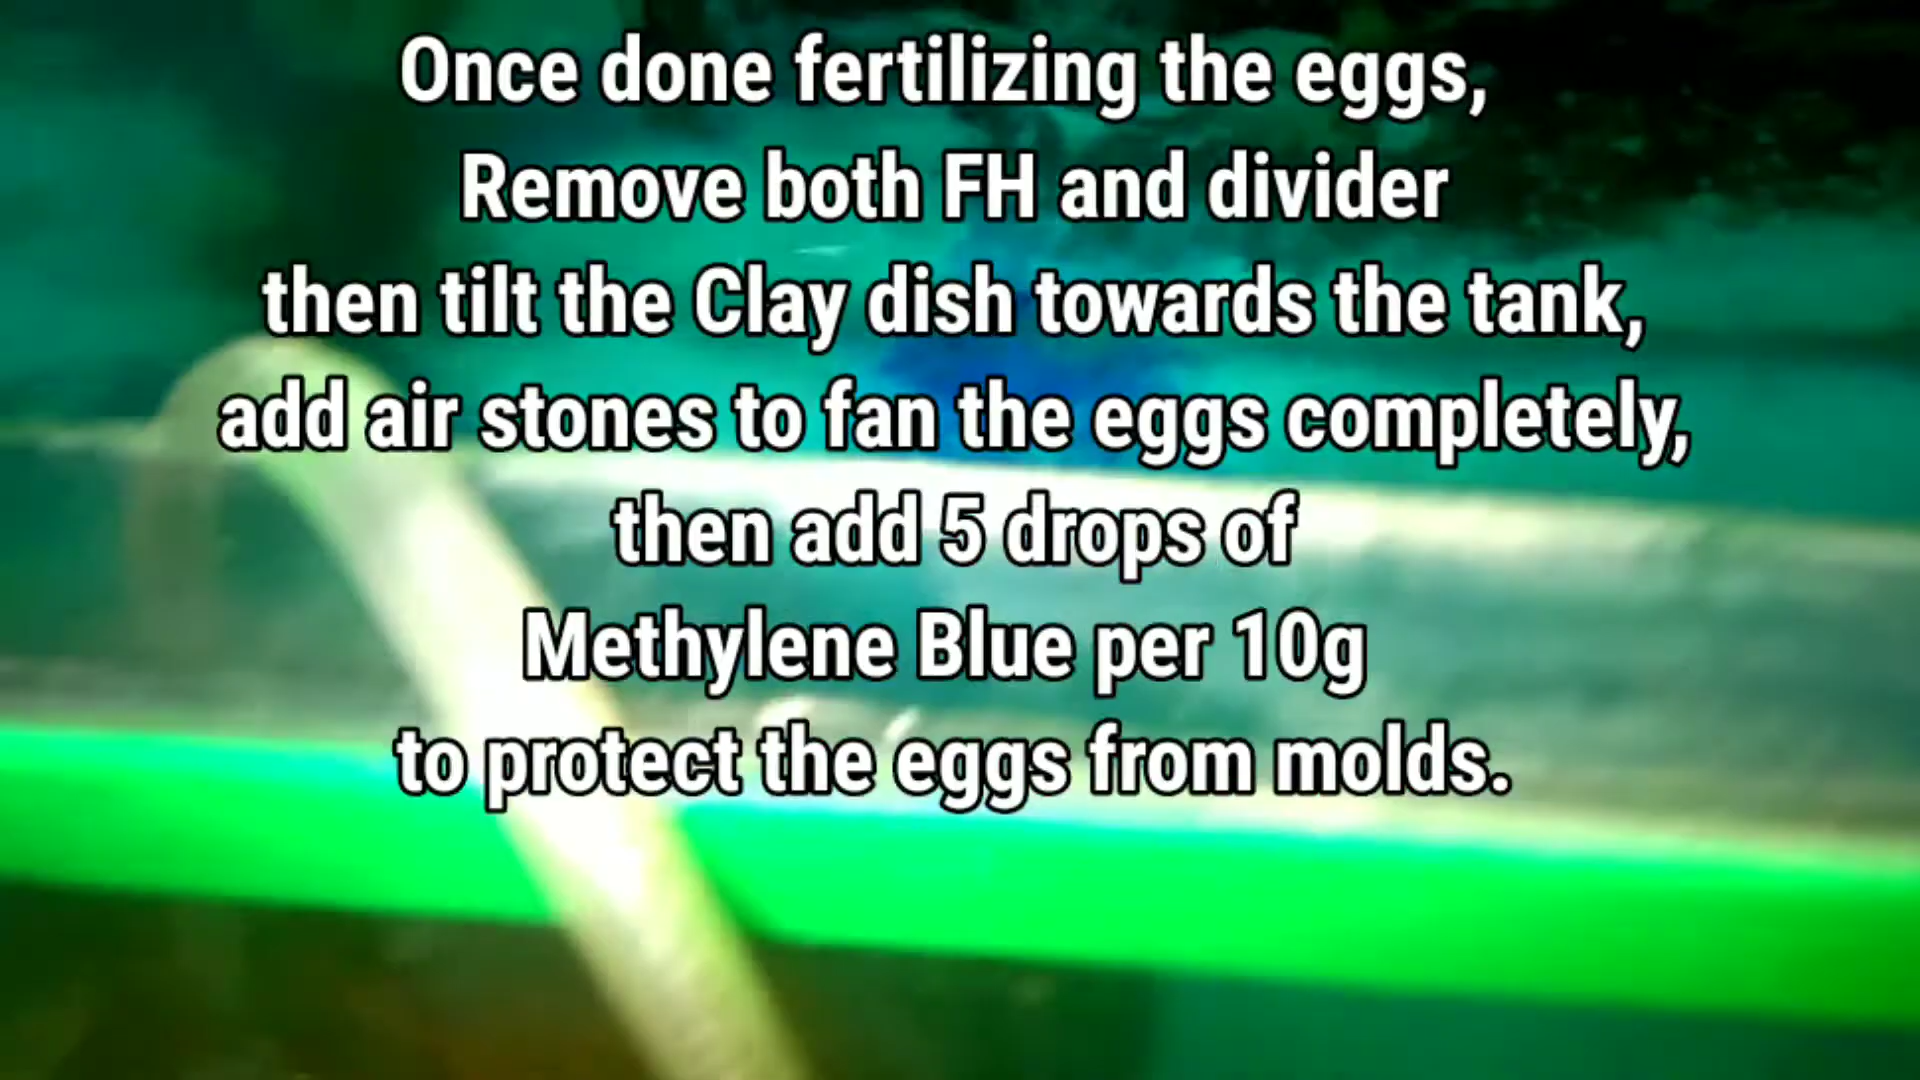 Once done fertilizing the eggs,
Remove both FH and divider
then tilt the Clay dish towards the tank,
add air stones to fan the eggs completely,
then add 5 drops of
Methylene Blue per 10g
to protect the eggs from molds.